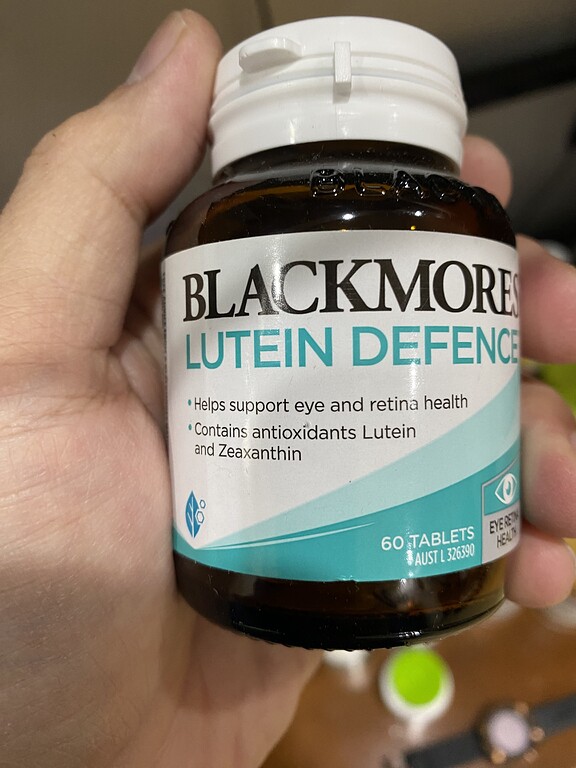 BLACKMORES
LUTEIN DEFENCE
• Helps support eye and retina health
• Contains antioxidants Lutein
and Zeaxanthin
60 TABLETS
AUST L 326390
EYE RETINA
HEALTH